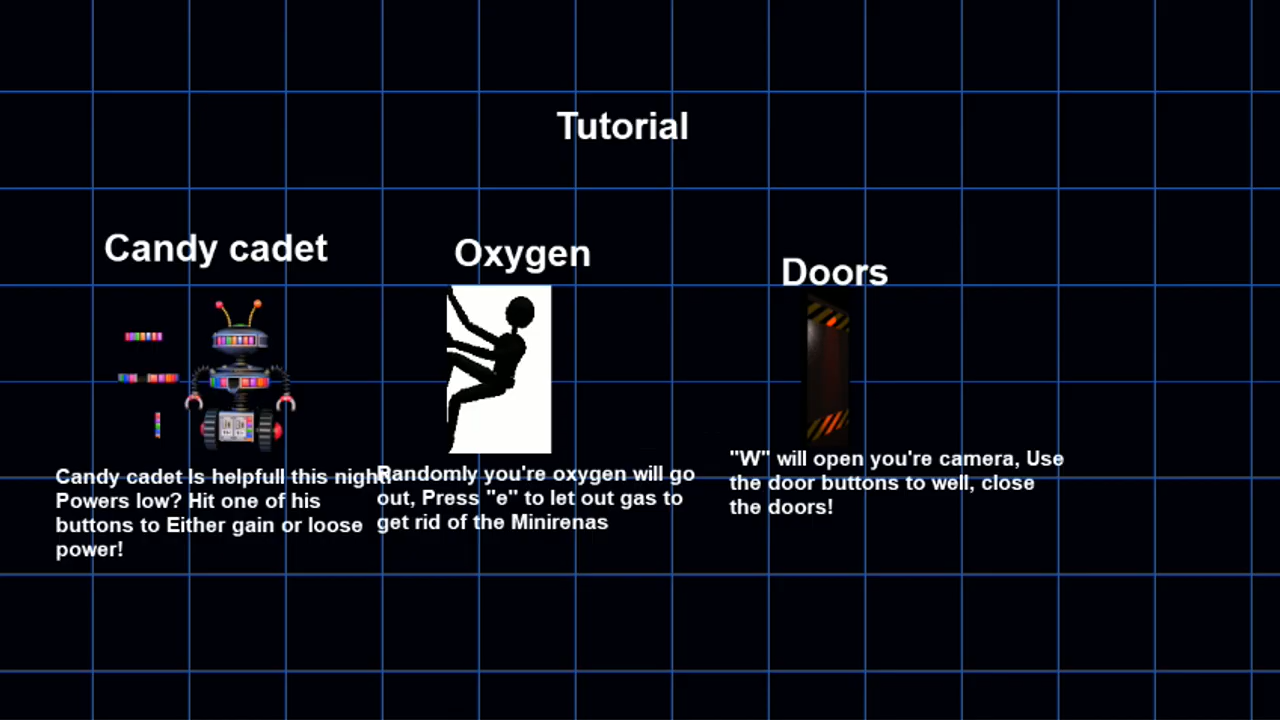 Tutorial
Candy cadet
Candy cadet Is helpfull this night
Powers low? Hit one of his
buttons to Either gain or loose
power!
Oxygen
Randomly you're oxygen will go
out, Press "e" to let out gas to
get rid of the Minirenas
Doors
"W" will open you're camera, Use
the door buttons to well, close
the doors!